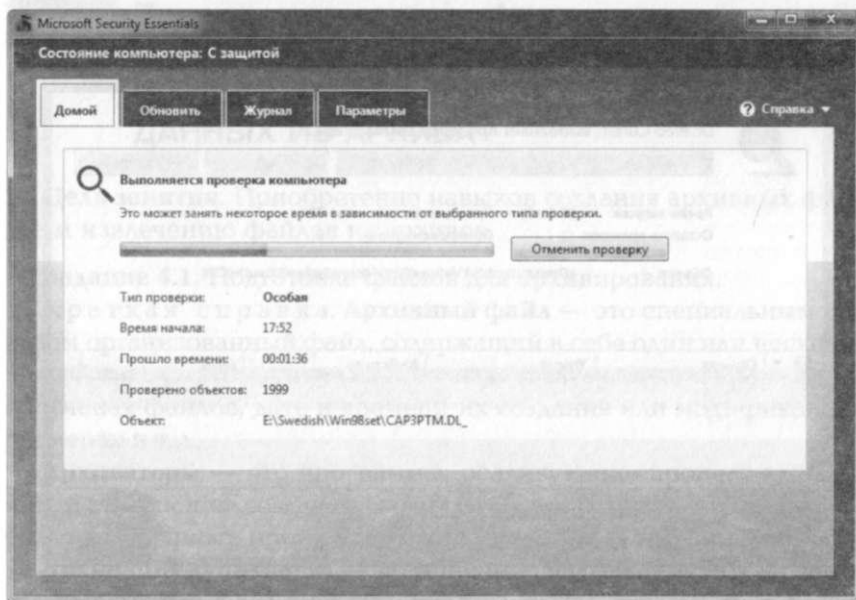 Microsoft Security Essentials
Состояние компьютера: С защитой
Домой Обновить Журнал Параметры Справка
Выполняется проверка компьютера
Это может занять некоторое время в зависимости от выбранного типа проверки.
Отменить проверку
Тип проверки: Особая
Время начала: 17:52
Прошло времени: 00:01:36
Проверено объектов: 1999
Объект: E:\Swedish\Win98set\CAP3PTM.DL_